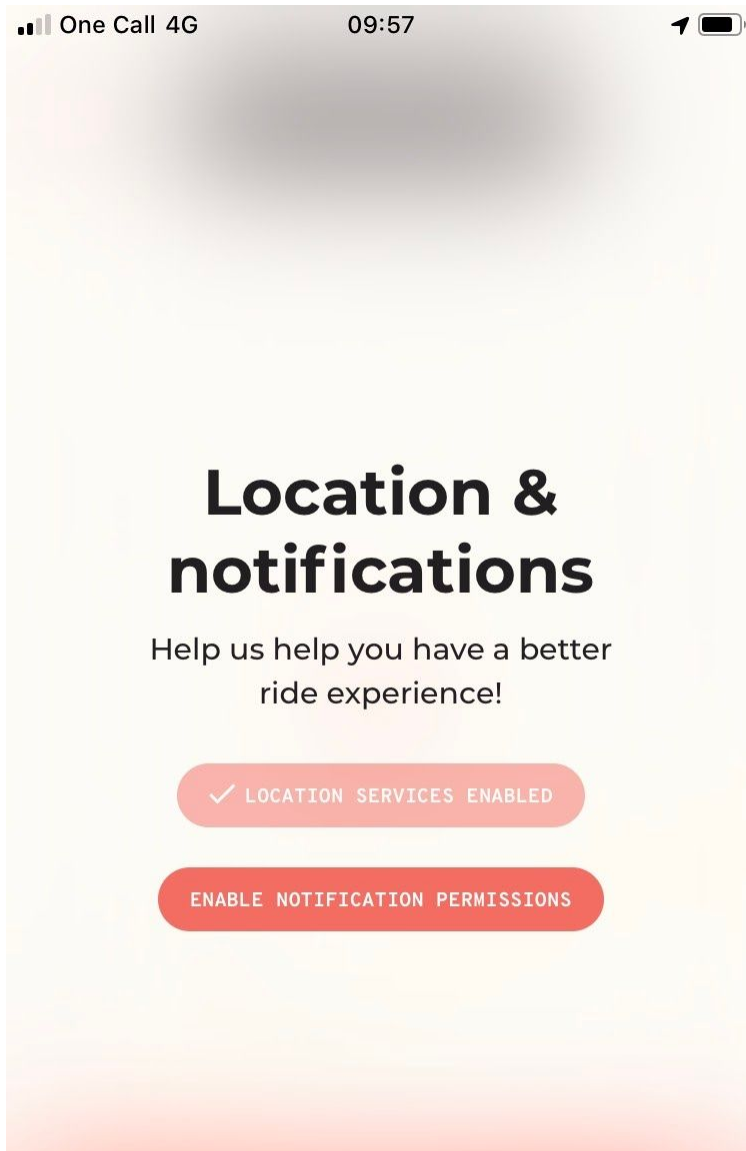 One Call 4G 09:57
Location &
notifications
Help us help you have a better
ride experience!
LOCATION SERVICES ENABLED
ENABLE NOTIFICATION PERMISSIONS